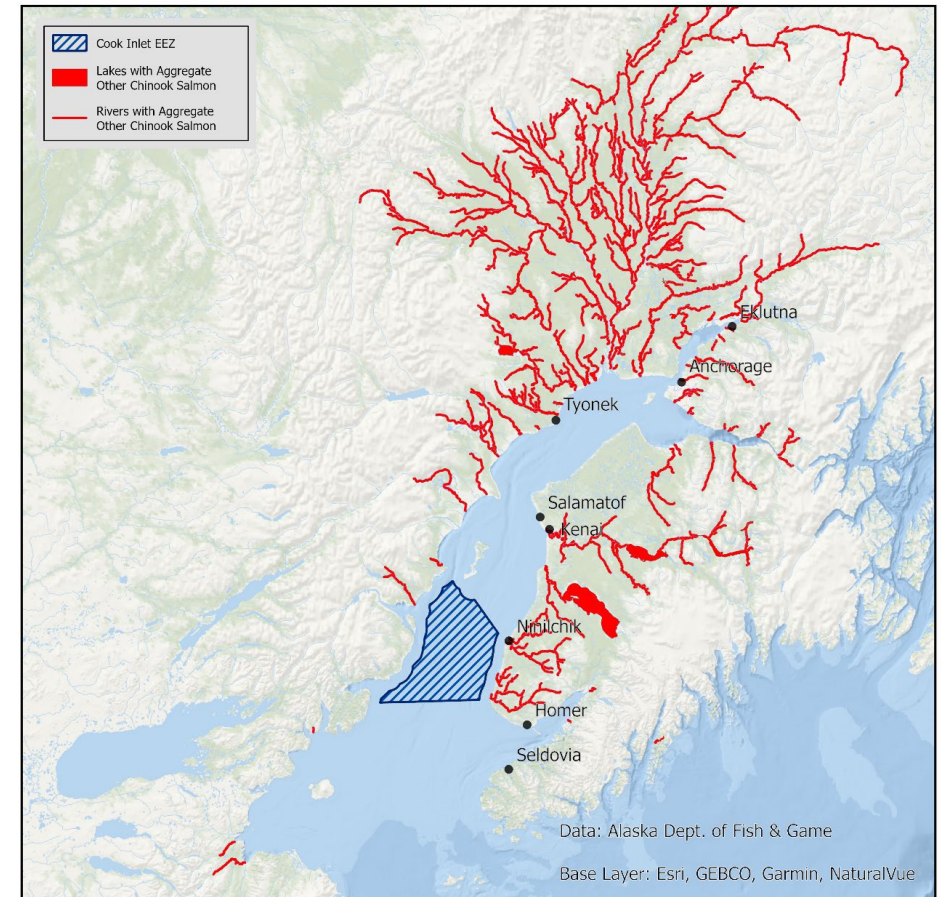 Cook Inlet EEZ
Lakes with Aggregate
Other Chinook Salmon
Rivers with Aggregate
Other Chinook Salmon
Eklutna
Anchorage
Tyonek
Salamatof
Kenai
Ninilchik
Homer
Seldovia
Data: Alaska Dept. of Fish & Game
Base Layer: Esri, GEBCO, Garmin, NaturalVue